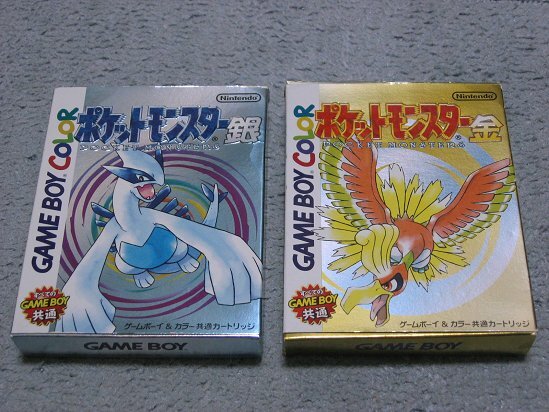 Nintendo
ポケットモンスター銀
POCKET MONSTERS
GAME BOY COLOR
すべての
GAME BOY
共通
ゲームボーイ&カラー共通カートリッジ
GAME BOY
Nintendo
ポケットモンスター金
POCKET MONSTERS
GAME BOY COLOR
すべての
GAME BOY
共通
ゲームボーイ&カラー共通カートリッジ
GAME BOY